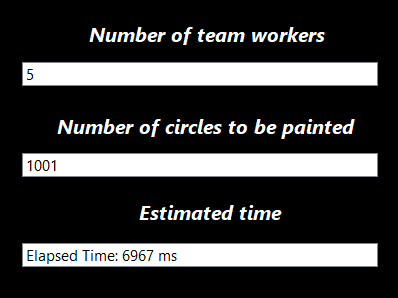 Number of team workers
5
Number of circles to be painted
1001
Estimated time
Elapsed Time: 6967 ms